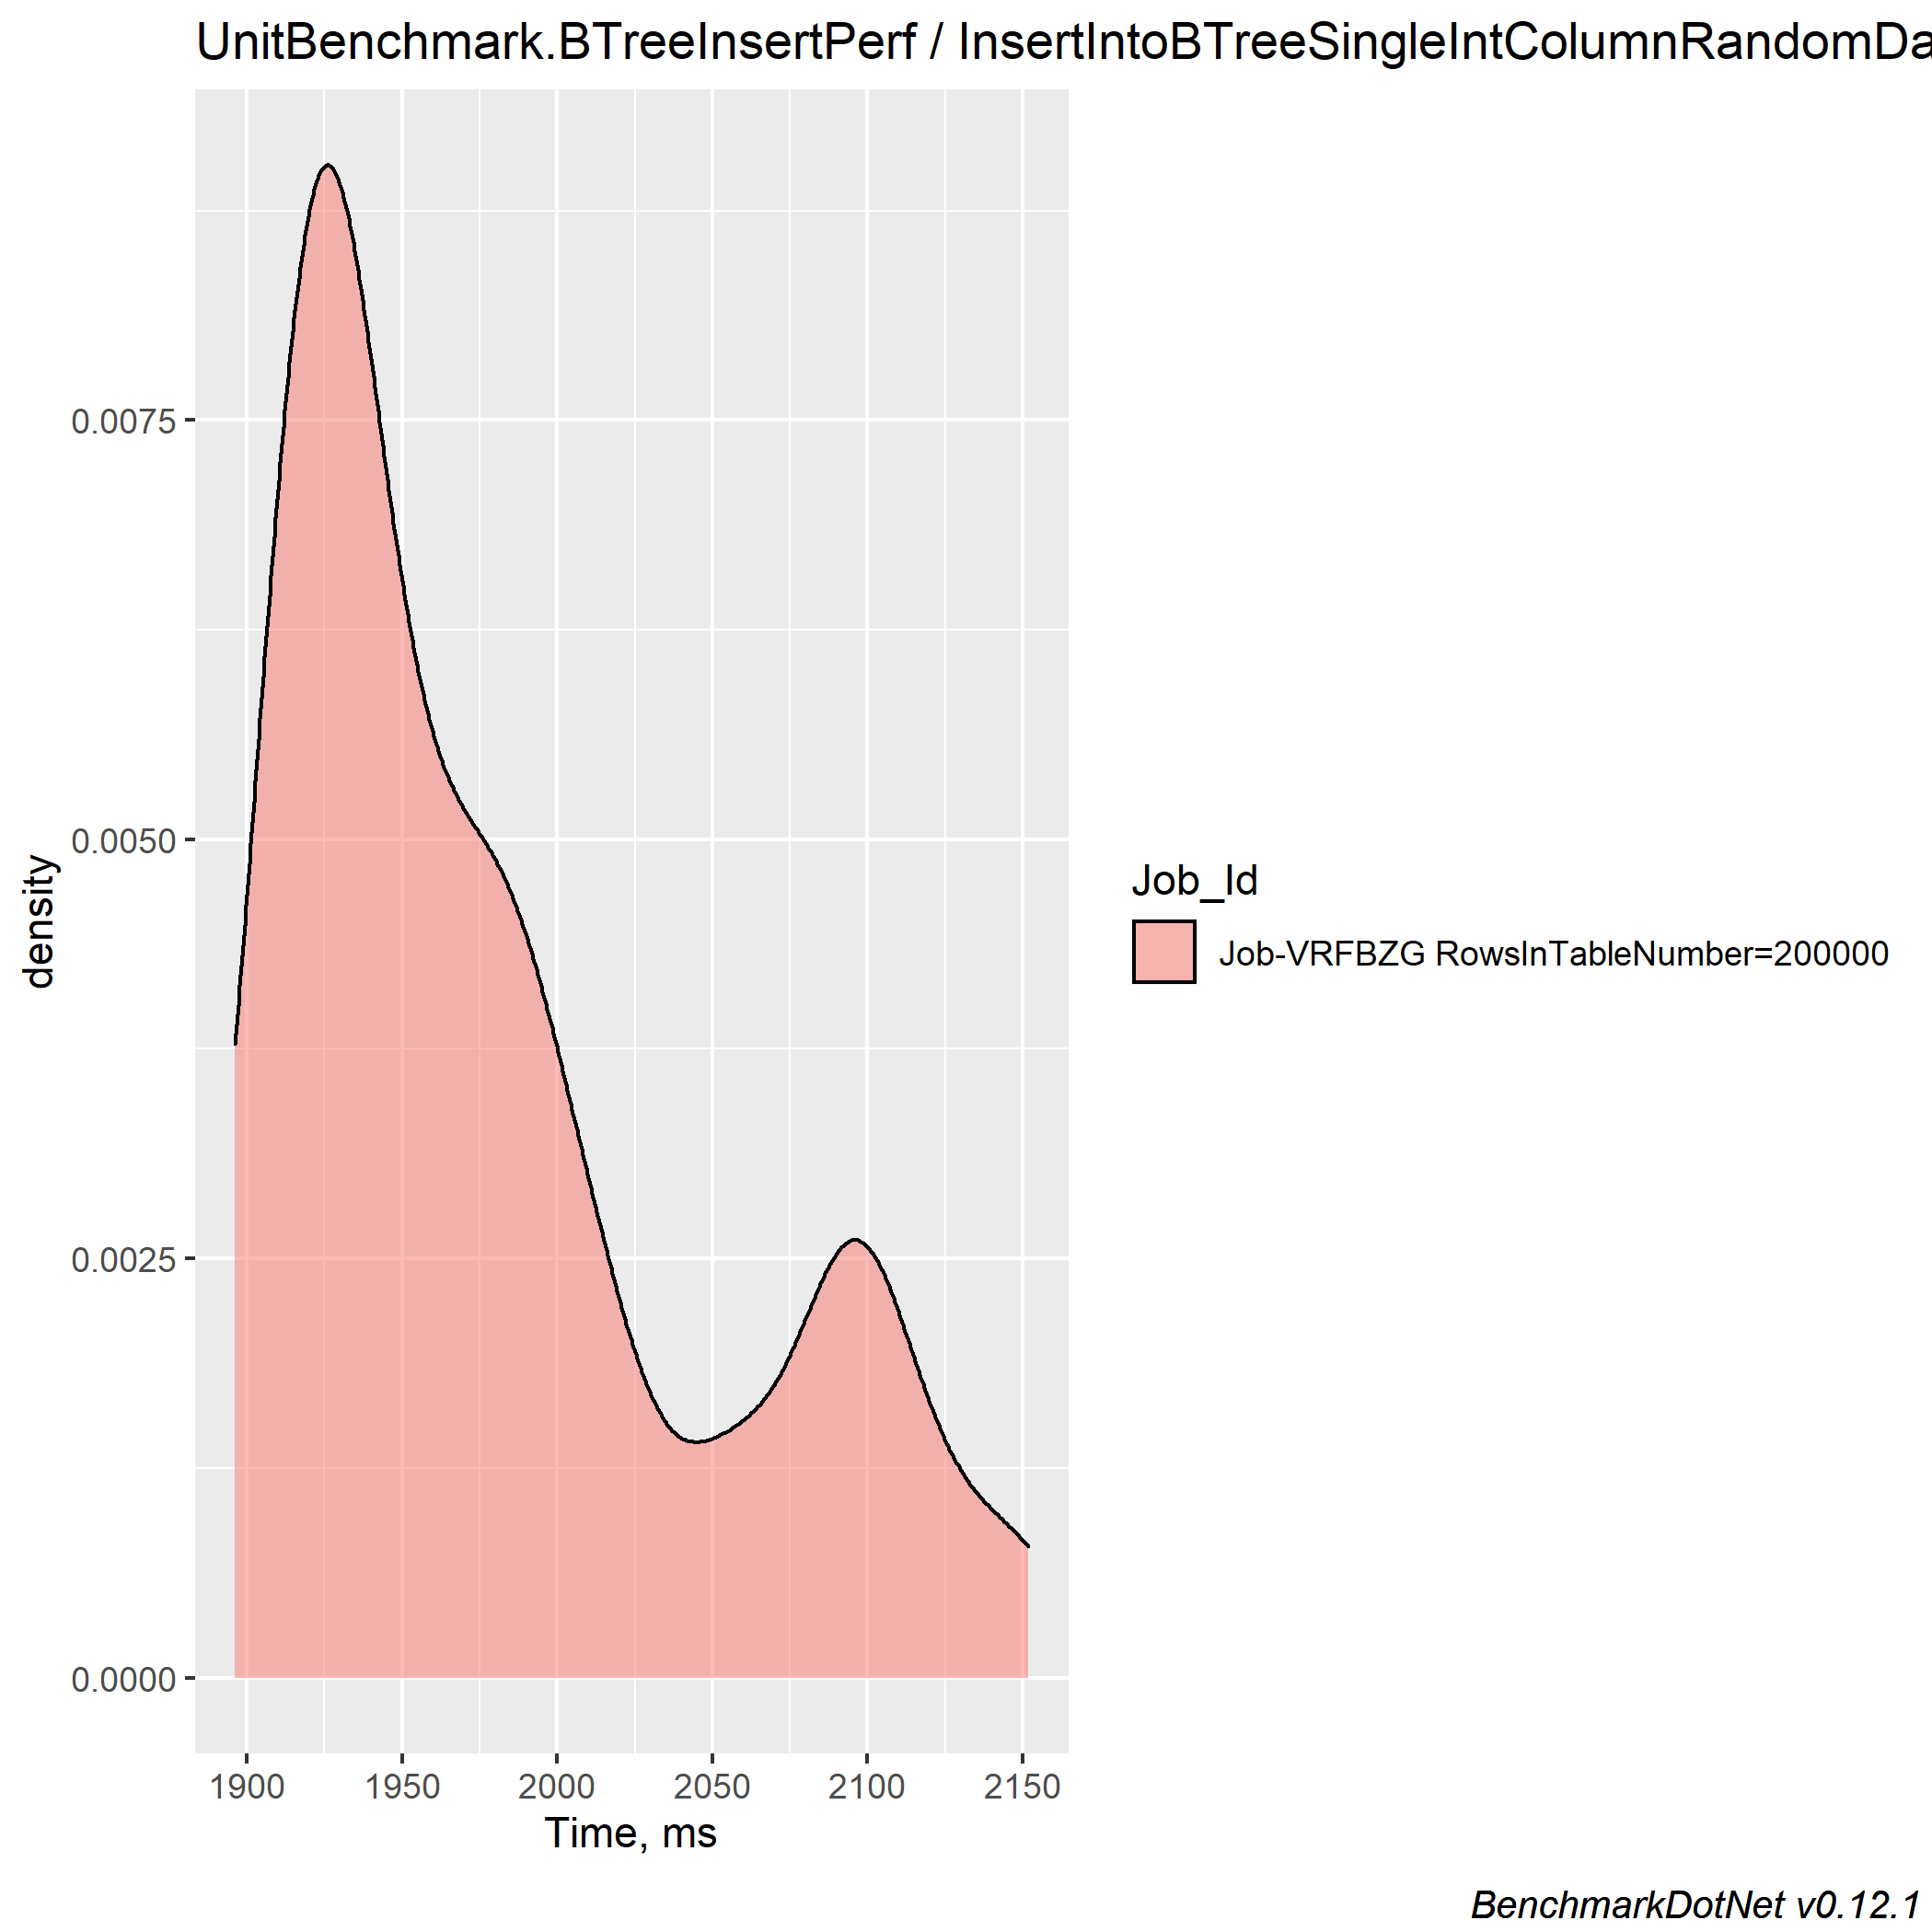 UnitBenchmark.BTreeInsertPerf / InsertIntoBTreeSingleIntColumnRandomDa
0.0075
0.0050
0.0025
0.0000
density
1900 1950 2000 2050 2100 2150
Time, ms
Job_Id
Job-VRFBZG RowsInTableNumber=200000
BenchmarkDotNet v0.12.1